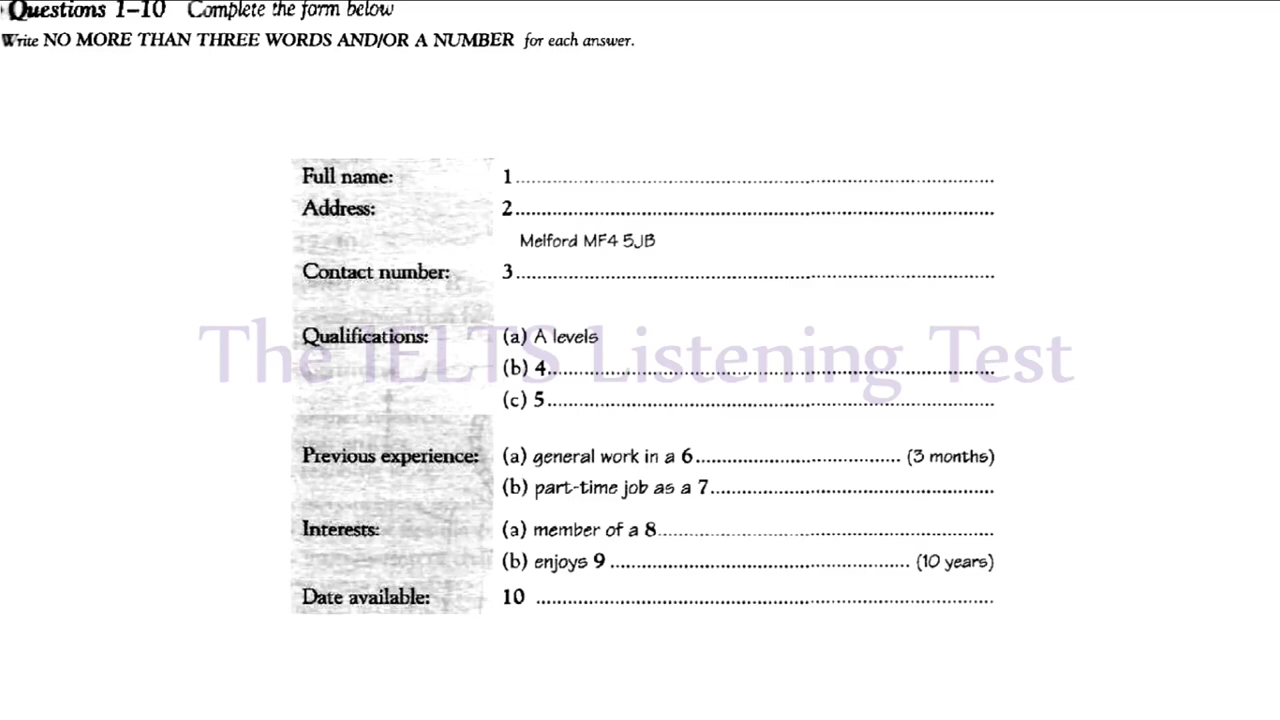 Questions 1–10 Complete the form below
Write NO MORE THAN THREE WORDS AND/OR A NUMBER for each answer.
Full name: 1
Address: 2
Melford MF4 5JB
Contact number: 3
The IELTS Listening Test
Qualifications: (a) A levels
(b) 4
(c) 5
Previous experience: (a) general work in a 6 (3 months)
(b) part-time job as a 7
Interests: (a) member of a 8
(b) enjoys 9 (10 years)
Date available: 10